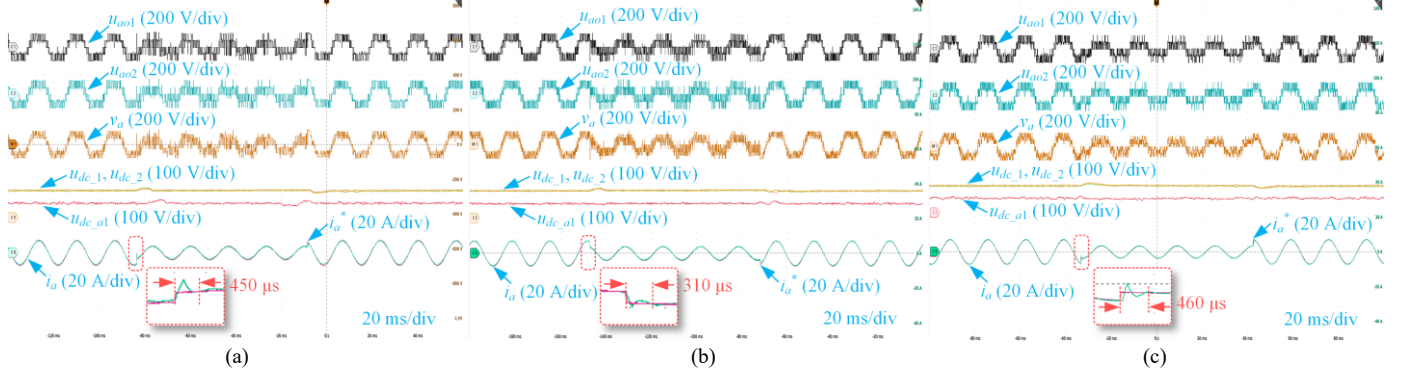 u_ao1 (200 V/div)
u_ao2 (200 V/div)
v_a (200 V/div)
u_dc_1, u_dc_2 (100 V/div)
u_dc_a1 (100 V/div)
i_a* (20 A/div)
i_a (20 A/div)
450 μs
20 ms/div
(a)
u_ao1 (200 V/div)
u_ao2 (200 V/div)
v_a (200 V/div)
u_dc_1, u_dc_2 (100 V/div)
u_dc_a1 (100 V/div)
i_a (20 A/div)
310 μs
i_a* (20 A/div)
20 ms/div
(b)
u_ao1 (200 V/div)
u_ao2 (200 V/div)
v_a (200 V/div)
u_dc_1, u_dc_2 (100 V/div)
u_dc_a1 (100 V/div)
i_a* (20 A/div)
i_a (20 A/div)
460 μs
20 ms/div
(c)